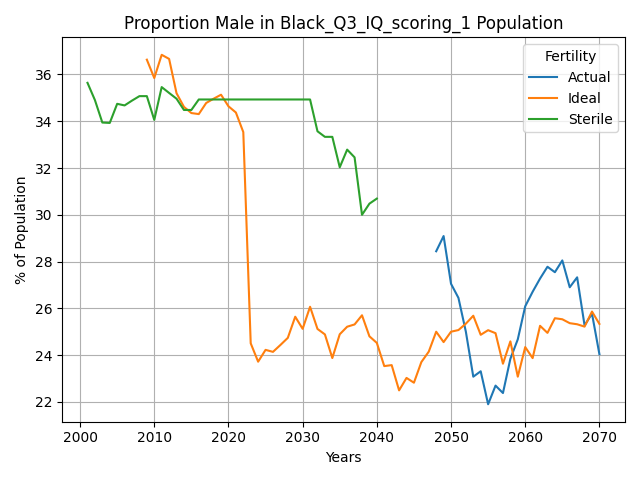 Proportion Male in Black_Q3_IQ_scoring_1 Population
Fertility
Actual
Ideal
Sterile
% of Population
36
34
32
30
28
26
24
22
2000 2010 2020 2030 2040 2050 2060 2070
Years